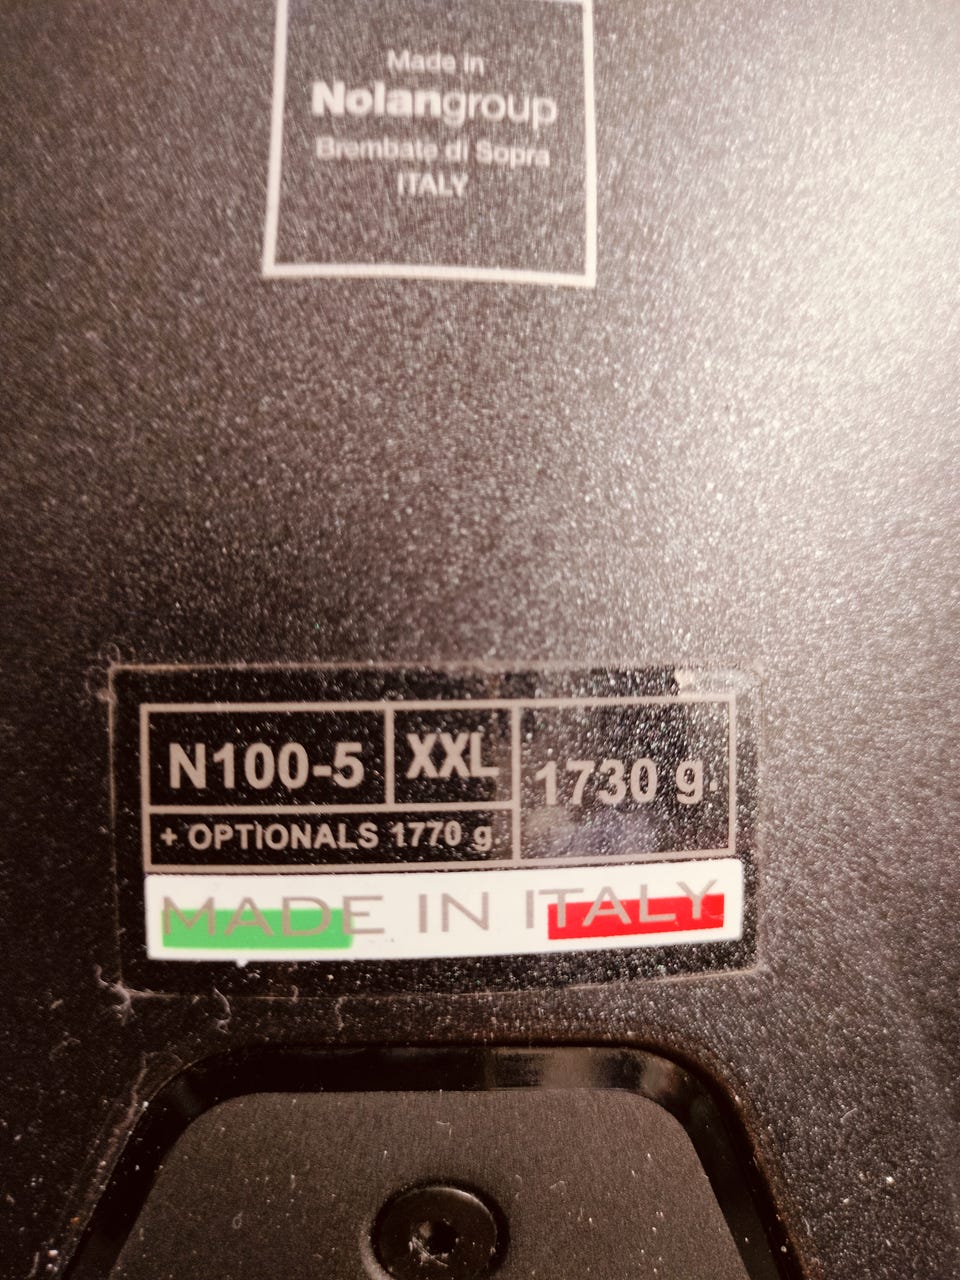 Made in
Nolangroup
Brembate di Sopra
ITALY
N100-5 XXL 1730 g.
+ OPTIONALS 1770 g.
MADE IN ITALY